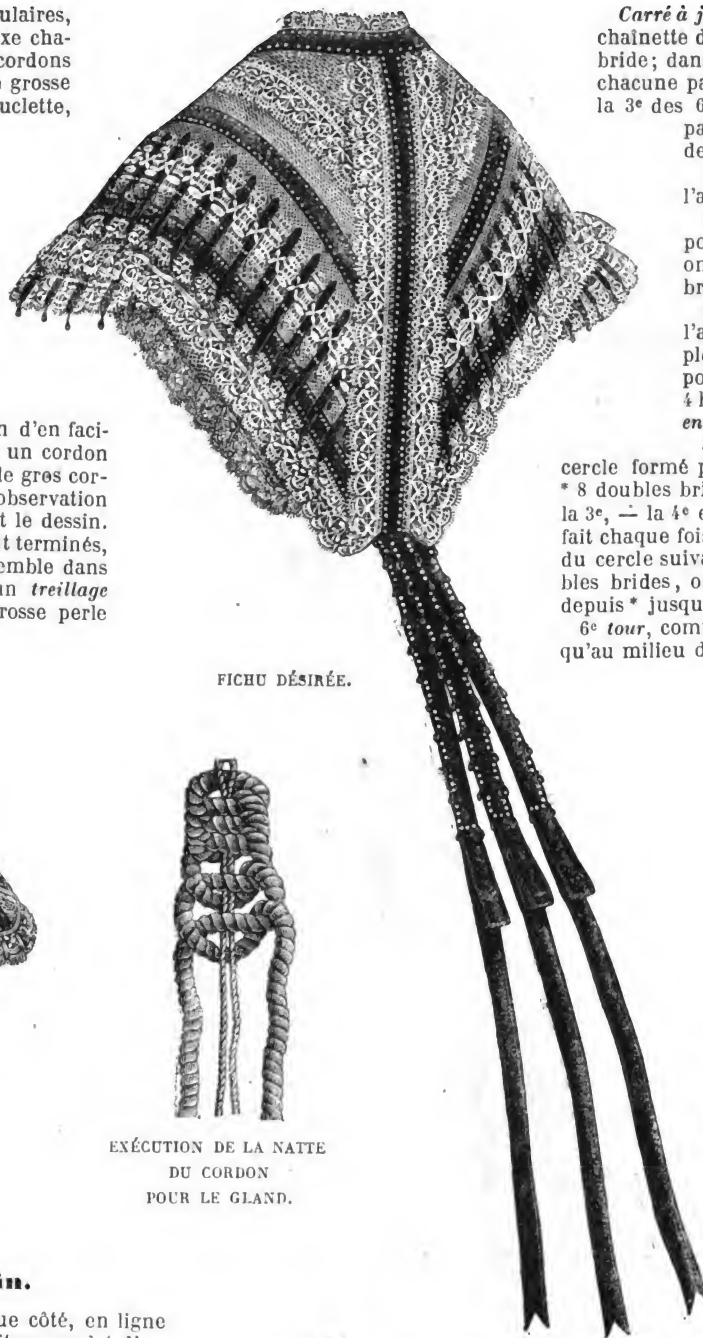 ulaires,
xe cha-
cordons
grosse
uclette,
n d'en faci-
un cordon
le gros cor-
observation
t le dessin.
t terminés,
emble dans
un treillage
rosse perle
FICHU DÉSIRÉE.
EXÉCUTION DE LA NATTE
DU CORDON
POUR LE GLAND.
in.
ue côté, en ligne
Carré à j
chaînette d
bride; dan
chacune pa
la 3e des 6
pa
de
l'a
po
on
br
l'a
pl
po
4 h
en
cercle formé p
* 8 doubles bri
la 3e, — la 4e e
fait chaque fois
du cercle suiva
bles brides, o
depuis * jusqu
6e tour, com
qu'au milieu d